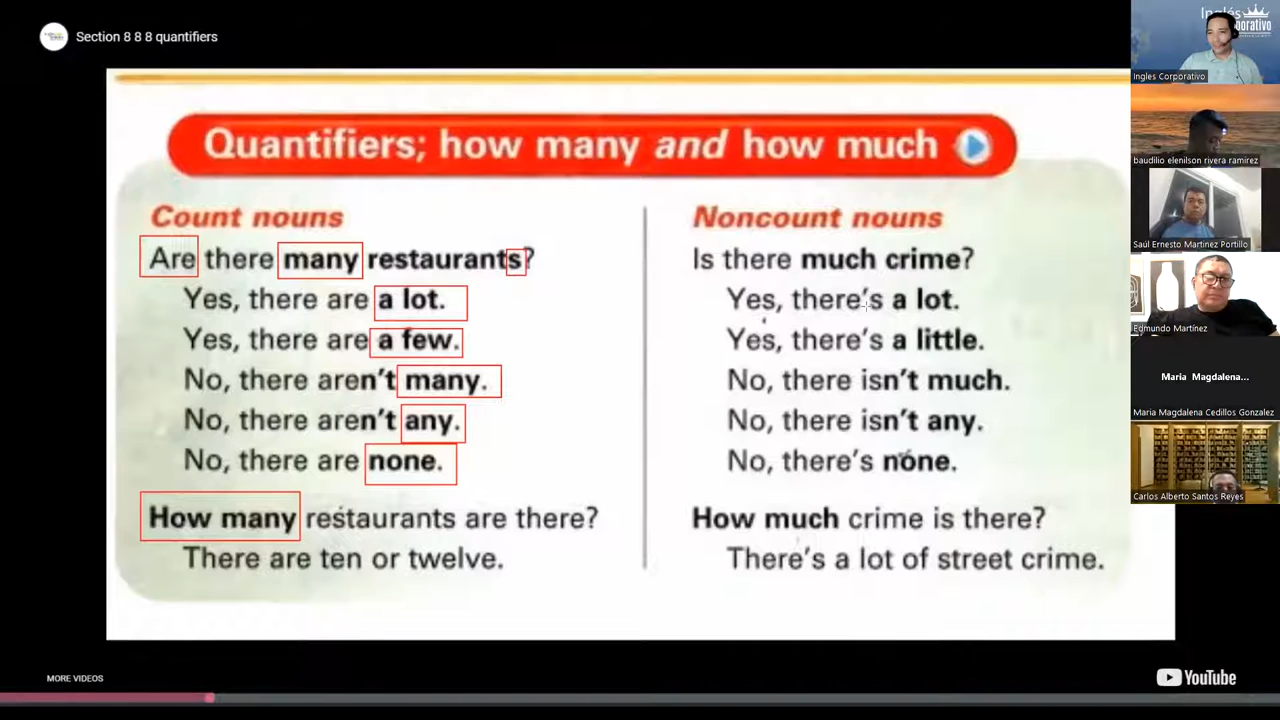 Section 8 8 8 quantifiers
Quantifiers; how many and how much
Count nouns
Are there many restaurants?
Yes, there are a lot.
Yes, there are a few.
No, there aren't many.
No, there aren't any.
No, there are none.
How many restaurants are there?
There are ten or twelve.
Noncount nouns
Is there much crime?
Yes, there's a lot.
Yes, there's a little.
No, there isn't much.
No, there isn't any.
No, there's none.
How much crime is there?
There's a lot of street crime.
MORE VIDEOS
YouTube
Inglés
Ingles Corporativo
baudilio elenilson rivera ramirez
Saúl Ernesto Martinez Portillo
Edmundo Martínez
Maria Magdalena...
Maria Magdalena Cedillos Gonzalez
Carlos Alberto Santos Reyes